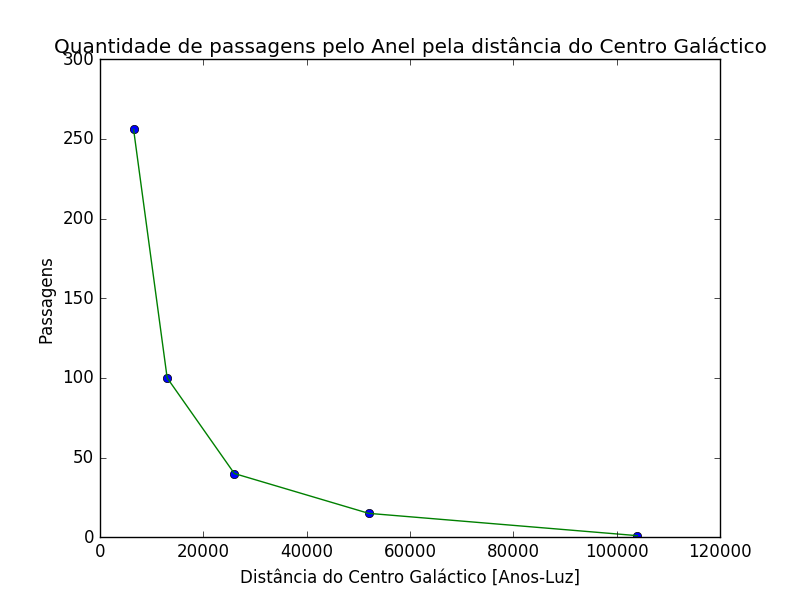 Quantidade de passagens pelo Anel pela distância do Centro Galáctico
300
250
200
150
100
50
0
Passagens
0 20000 40000 60000 80000 100000 120000
Distância do Centro Galáctico [Anos-Luz]